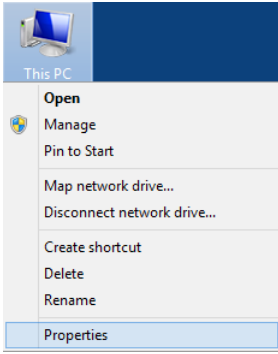 This PC
Open
Manage
Pin to Start
Map network drive...
Disconnect network drive...
Create shortcut
Delete
Rename
Properties